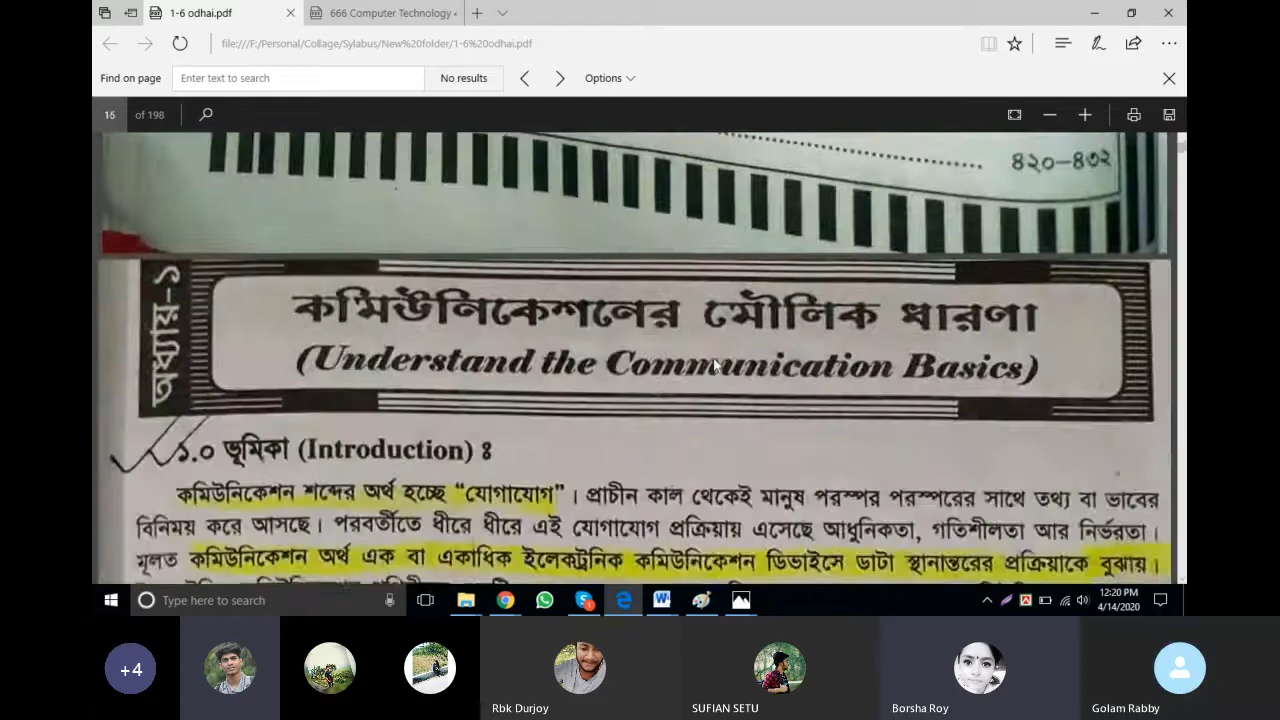 1-6 odhai.pdf
666 Computer Technology
file:///F:/Personal/Collage/Sylabus/New%20folder/1-6%20odhai.pdf
Find on page
Enter text to search
No results
Options
16 of 198
৪২০–৪৩২
অধ্যায়-১
কমিউনিকেশনের মৌলিক ধারণা
(Understand the Communication Basics)
১.০ ভূমিকা (Introduction) ঃ
কমিউনিকেশন শব্দের অর্থ হচ্ছে “যোগাযোগ”। প্রাচীন কাল থেকেই মানুষ পরস্পর পরস্পরের সাথে তথ্য বা ভাবের
বিনিময় করে আসছে। পরবর্তীতে ধীরে ধীরে এই যোগাযোগ প্রক্রিয়ায় এসেছে আধুনিকতা, গতিশীলতা আর নির্ভরতা।
মূলত কমিউনিকেশন অর্থ এক বা একাধিক ইলেকট্রনিক কমিউনিকেশন ডিভাইসে ডাটা স্থানান্তরের প্রক্রিয়াকে বুঝায়।
Type here to search
12:20 PM
4/14/2020
+4
Rbk Durjoy
SUFIAN SETU
Borsha Roy
Golam Rabby